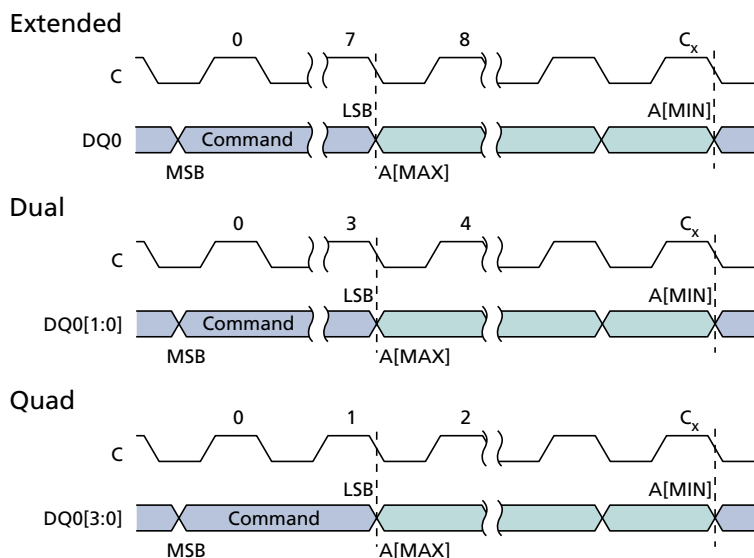 Extended
0 7 8 Cx
C
LSB A[MIN]
DQ0 Command
MSB A[MAX]
Dual
0 3 4 Cx
C
LSB A[MIN]
DQ0[1:0] Command
MSB A[MAX]
Quad
0 1 2 Cx
C
LSB A[MIN]
DQ0[3:0] Command
MSB A[MAX]